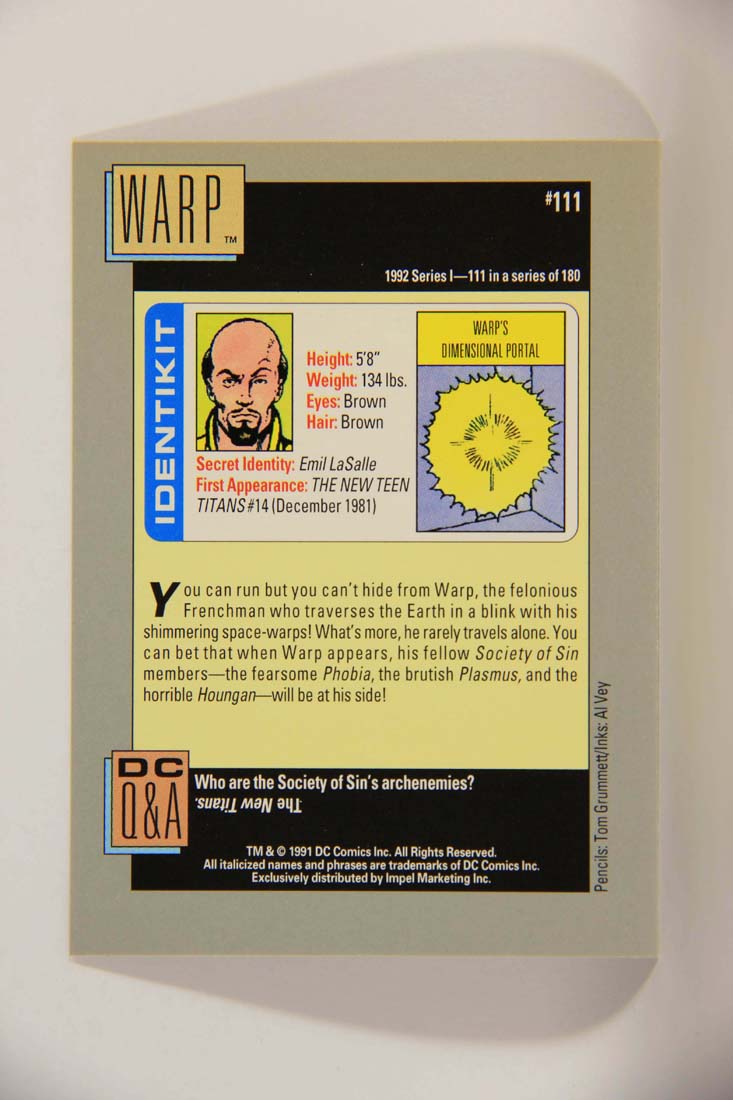 WARP™
#111
1992 Series I—111 in a series of 180
IDENTIKIT
Height: 5'8"
Weight: 134 lbs.
Eyes: Brown
Hair: Brown
Secret Identity: Emil LaSalle
First Appearance: THE NEW TEEN
TITANS #14 (December 1981)
WARP'S
DIMENSIONAL PORTAL
You can run but you can't hide from Warp, the felonious
Frenchman who traverses the Earth in a blink with his
shimmering space-warps! What's more, he rarely travels alone. You
can bet that when Warp appears, his fellow Society of Sin
members—the fearsome Phobia, the brutish Plasmus, and the
horrible Houngan—will be at his side!
DC
Q&A
Who are the Society of Sin's archenemies?
The New Titans.
TM & © 1991 DC Comics Inc. All Rights Reserved.
All italicized names and phrases are trademarks of DC Comics Inc.
Exclusively distributed by Impel Marketing Inc.
Pencils: Tom Grummett/Inks: Al Vey